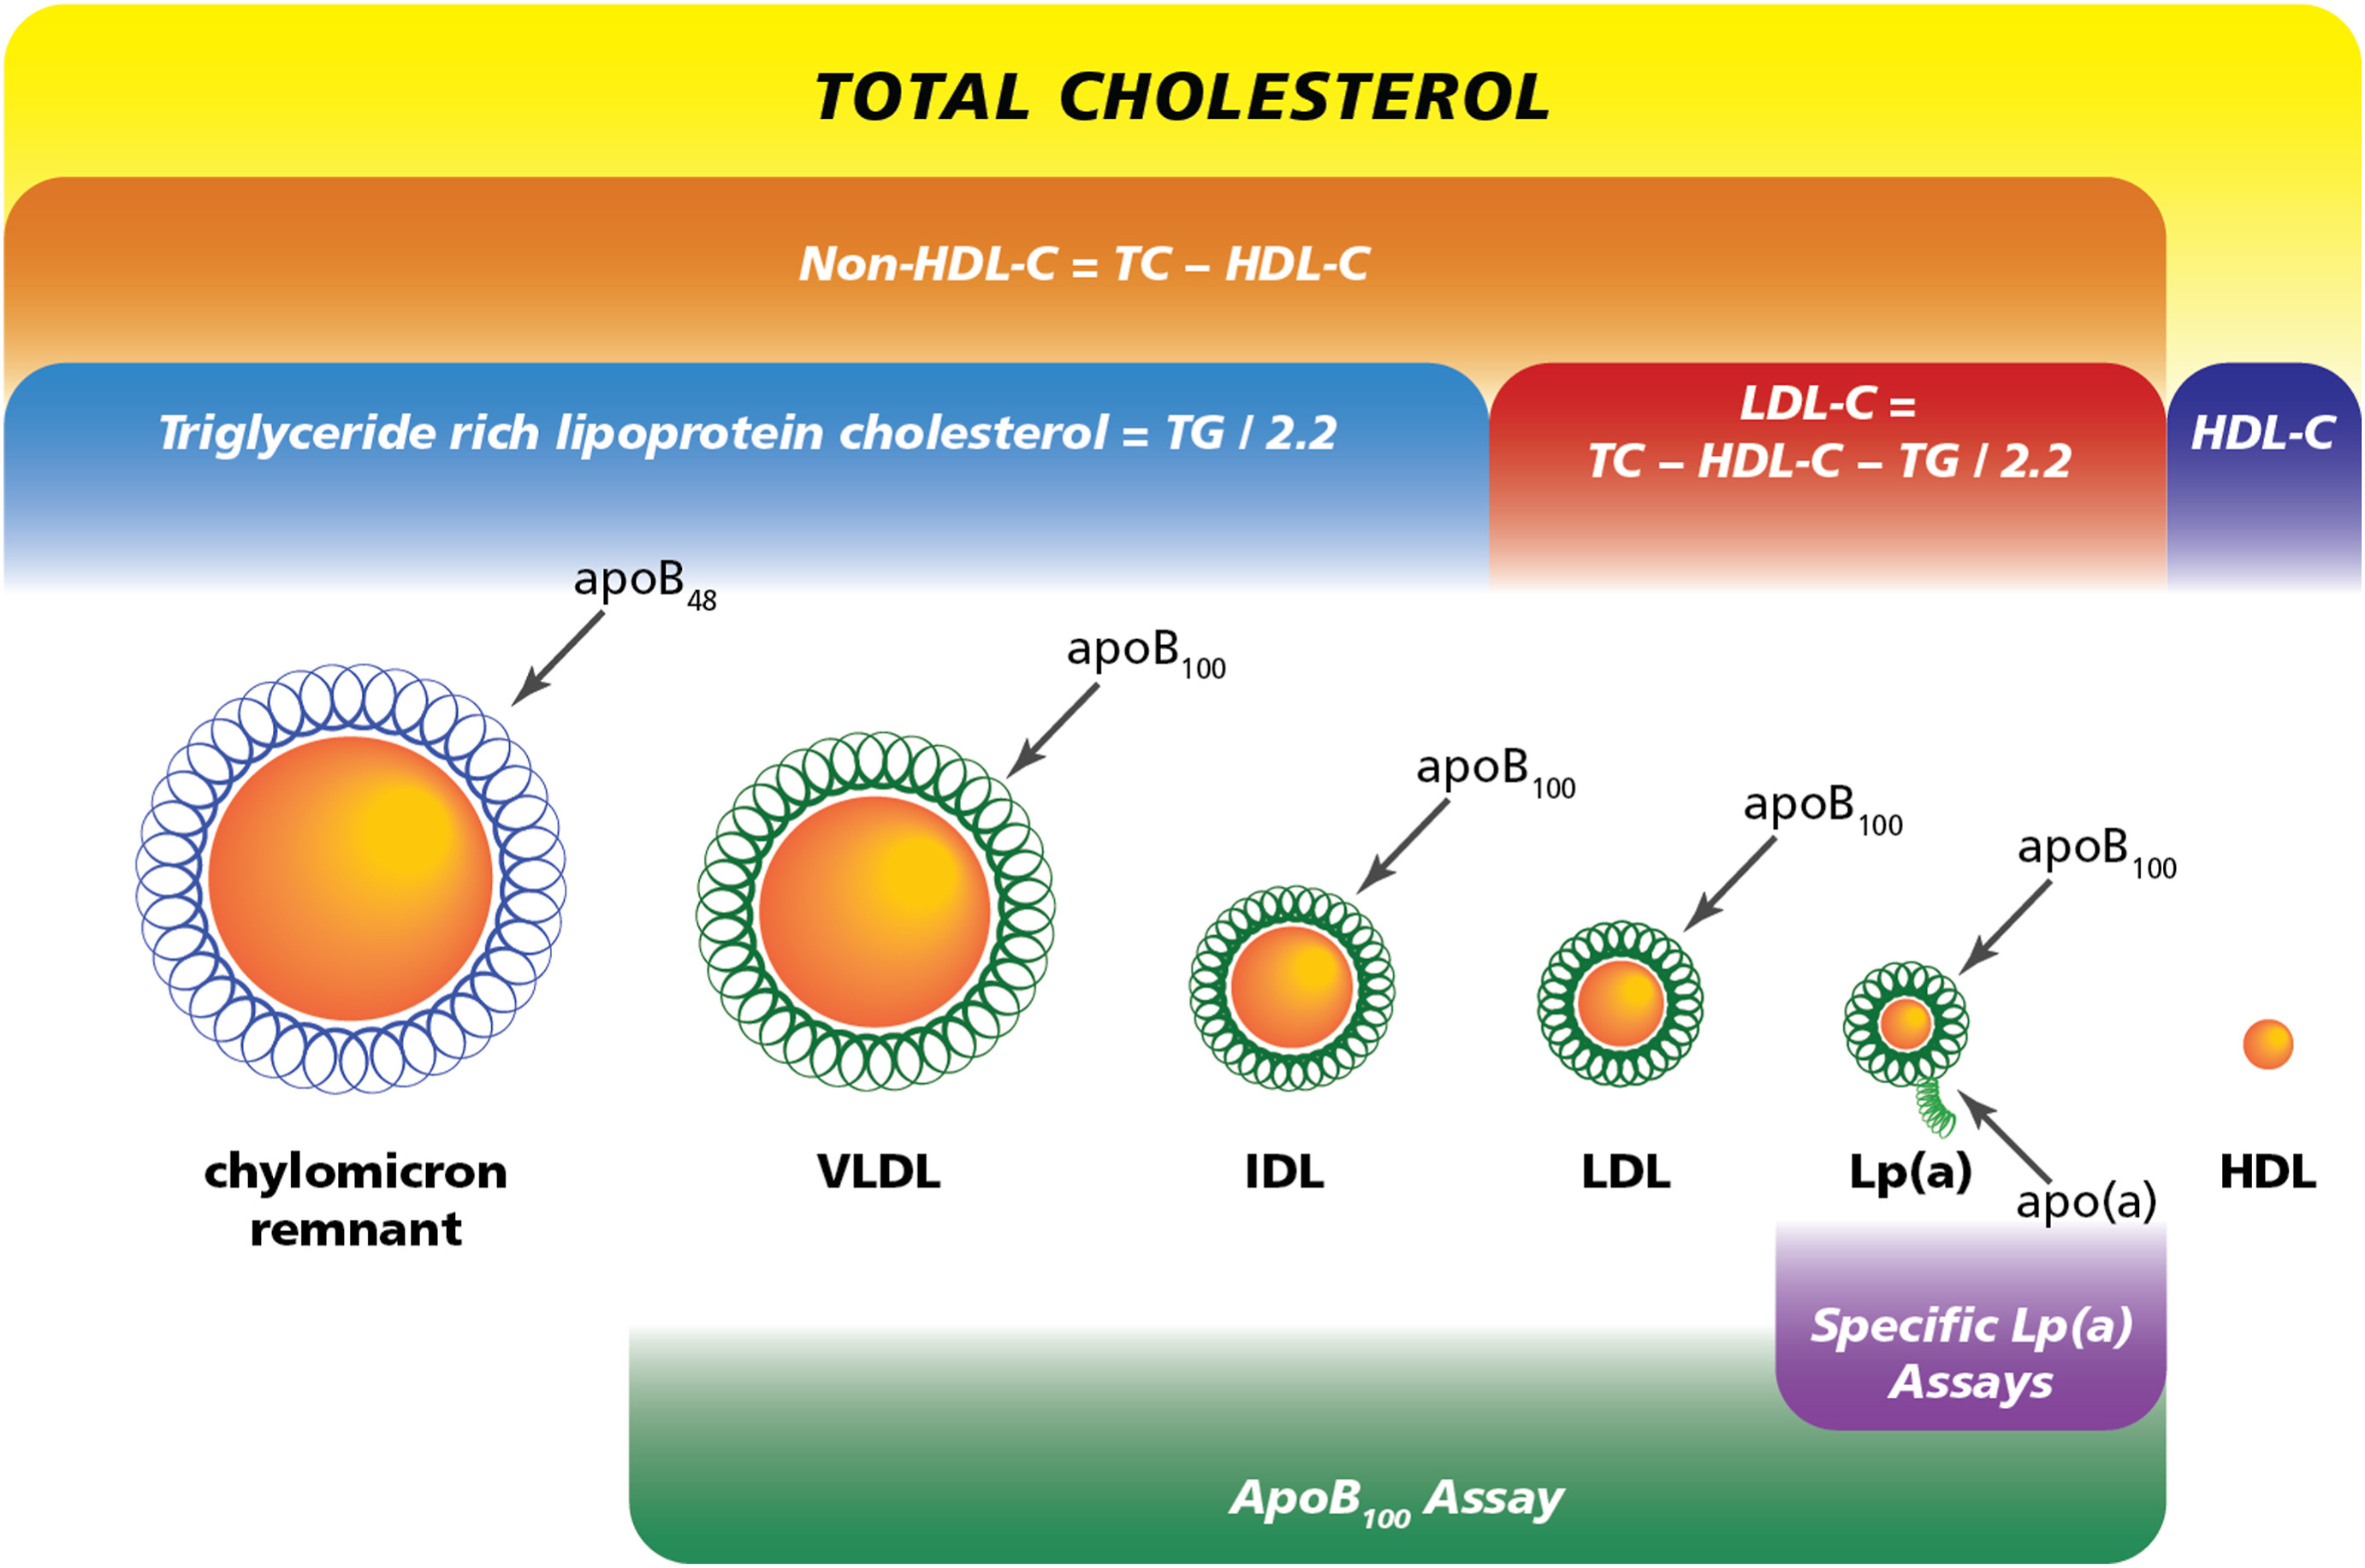 TOTAL CHOLESTEROL
Non-HDL-C = TC – HDL-C
Triglyceride rich lipoprotein cholesterol = TG / 2.2
LDL-C =
TC – HDL-C – TG / 2.2
HDL-C
apoB48
apoB100
apoB100
apoB100
apoB100
chylomicron
remnant
VLDL
IDL
LDL
Lp(a)
HDL
apo(a)
Specific Lp(a)
Assays
ApoB100 Assay